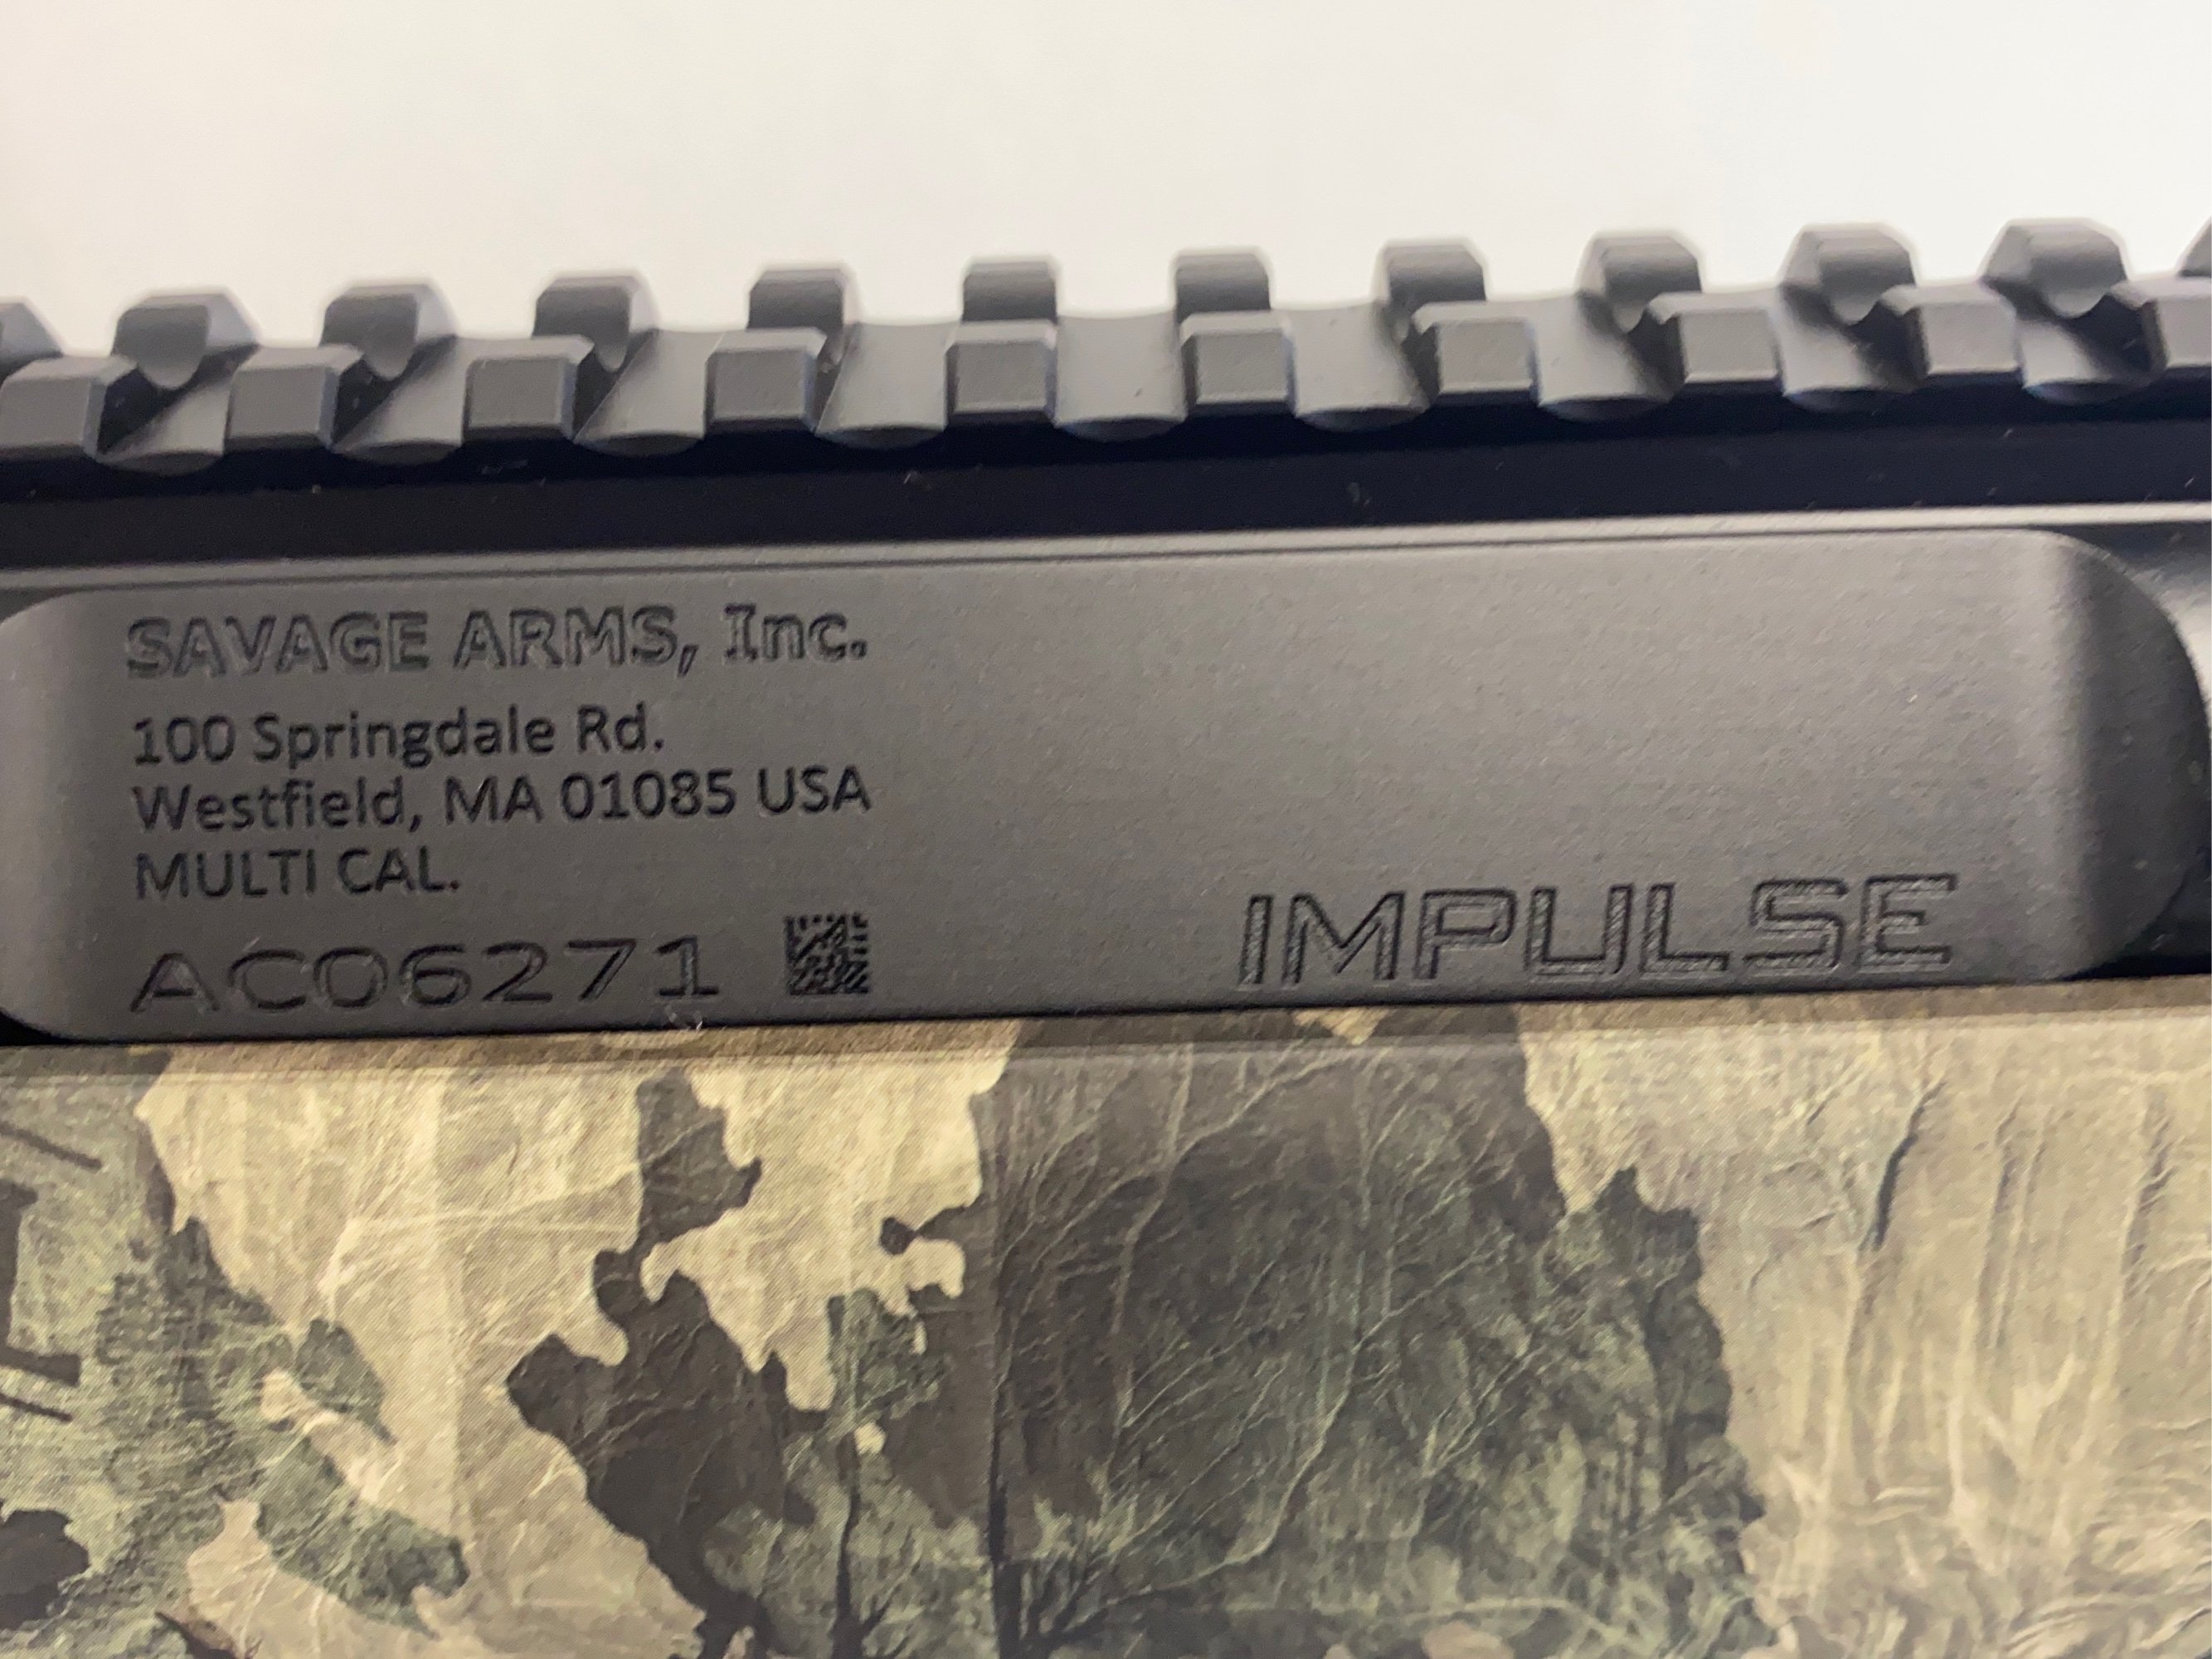 SAVAGE ARMS, Inc.
100 Springdale Rd.
Westfield, MA 01085 USA
MULTI CAL.
AC06271
IMPULSE